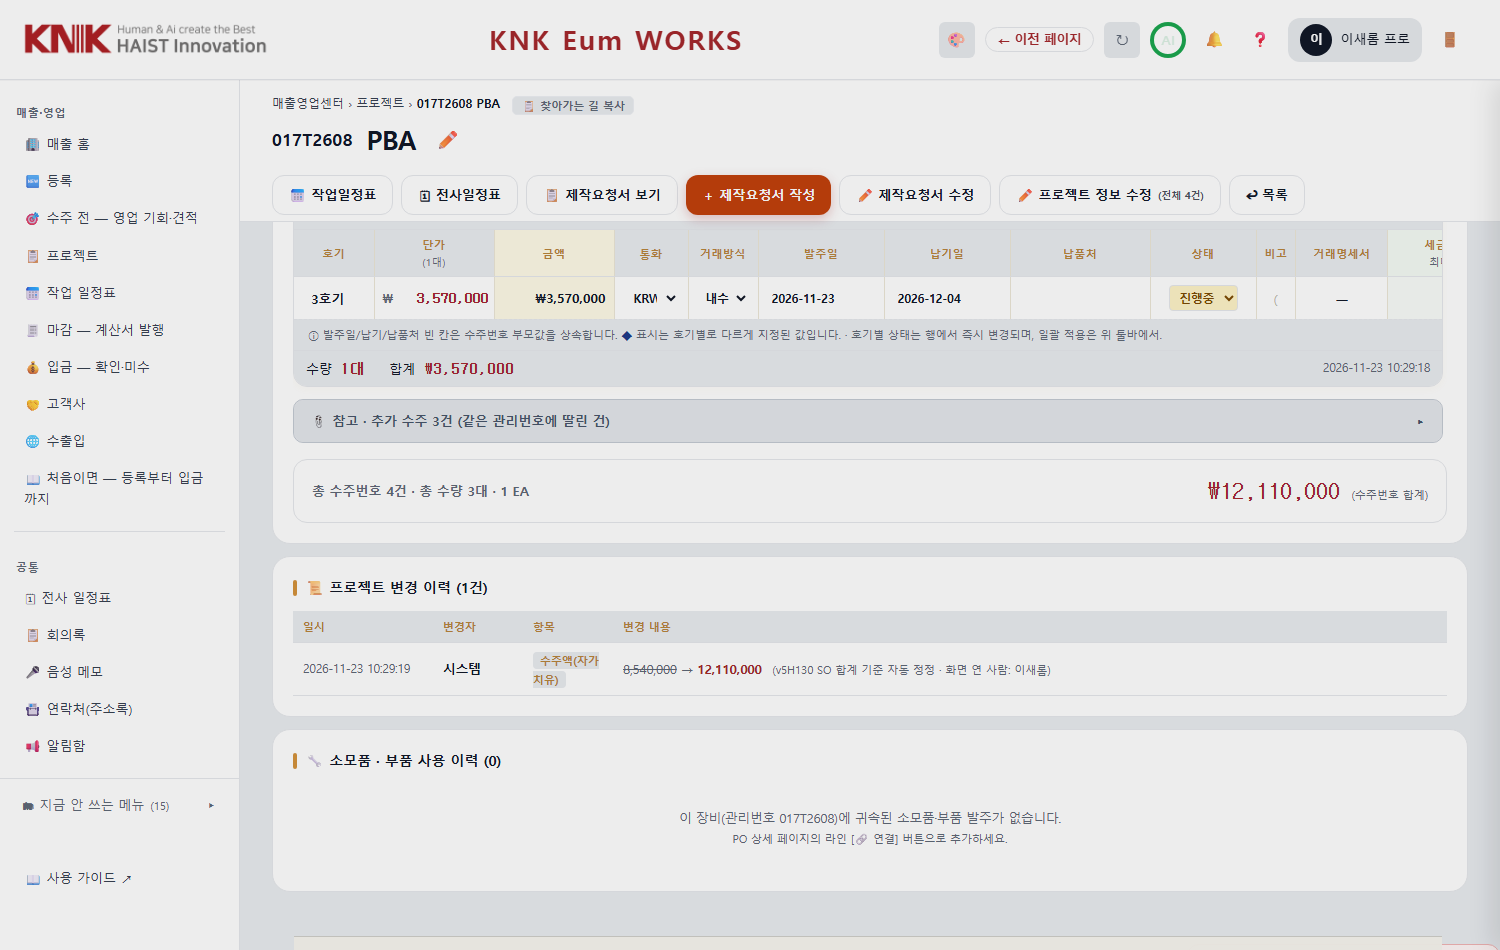 KNK Human & Ai create the Best
HAIST Innovation
KNK Eum WORKS
← 이전 페이지
↻
AI
이 이새롬 프로
매출·영업
매출 홈
등록
수주 전 — 영업 기회·견적
프로젝트
작업 일정표
마감 — 계산서 발행
입금 — 확인·미수
고객사
수출입
처음이면 — 등록부터 입금
까지
공통
전사 일정표
회의록
음성 메모
연락처(주소록)
알림함
지금 안 쓰는 메뉴 (15) ▸
사용 가이드 ↗
매출영업센터 › 프로젝트 › 017T2608 PBA 찾아가는 길 복사
017T2608 PBA
작업일정표
전사일정표
제작요청서 보기
+ 제작요청서 작성
제작요청서 수정
프로젝트 정보 수정 (전체 4건)
↩ 목록
호기 단가 금액 통화 거래방식 발주일 납기일 납품처 상태 비고 거래명세서 세금
(1대) 최
3호기 ₩ 3,570,000 ₩3,570,000 KRW 내수 2026-11-23 2026-12-04 진행중 ( —
ⓘ 발주일/납기/납품처 빈 칸은 수주번호 부모값을 상속합니다. ◆ 표시는 호기별로 다르게 지정된 값입니다. · 호기별 상태는 행에서 즉시 변경되며, 일괄 적용은 위 툴바에서.
수량 1대 합계 ₩3,570,000 2026-11-23 10:29:18
참고 · 추가 수주 3건 (같은 관리번호에 딸린 건) ▸
총 수주번호 4건 · 총 수량 3대 · 1 EA ₩12,110,000 (수주번호 합계)
프로젝트 변경 이력 (1건)
일시 변경자 항목 변경 내용
2026-11-23 10:29:19 시스템 수주액(자가치유) 8,540,000 → 12,110,000 (v5H130 SO 합계 기준 자동 정정 · 화면 연 사람: 이새롬)
소모품 · 부품 사용 이력 (0)
이 장비(관리번호 017T2608)에 귀속된 소모품·부품 발주가 없습니다.
PO 상세 페이지의 라인 [🔗 연결] 버튼으로 추가하세요.